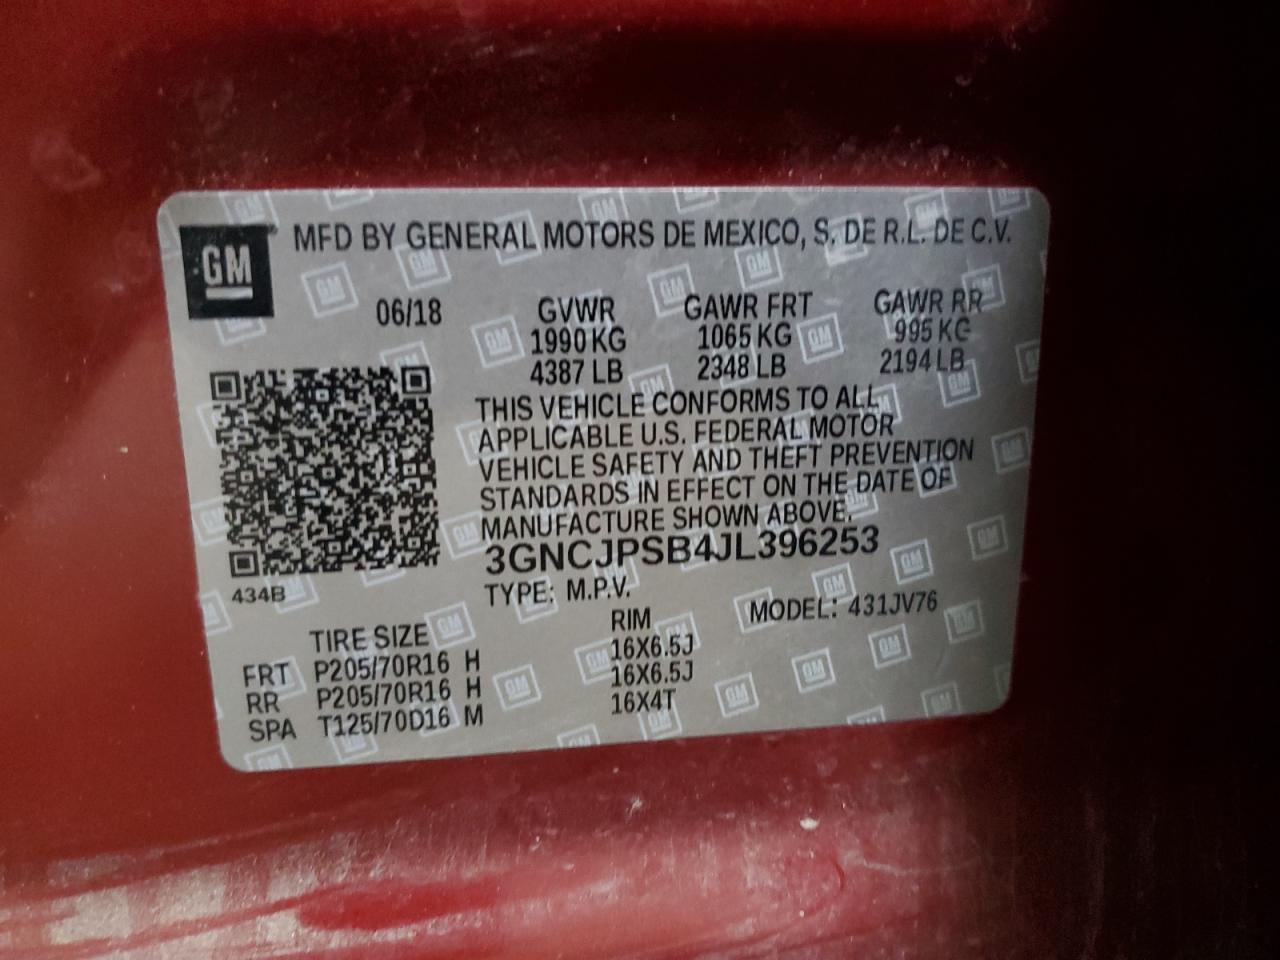 GM
MFD BY GENERAL MOTORS DE MEXICO, S. DE R.L. DE C.V.
06/18 GVWR GAWR FRT GAWR RR
1990 KG 1065 KG 995 KG
4387 LB 2348 LB 2194 LB
THIS VEHICLE CONFORMS TO ALL
APPLICABLE U.S. FEDERAL MOTOR
VEHICLE SAFETY AND THEFT PREVENTION
STANDARDS IN EFFECT ON THE DATE OF
MANUFACTURE SHOWN ABOVE.
3GNCJPSB4JL396253
434B
TYPE: M.P.V. MODEL: 431JV76
TIRE SIZE RIM
FRT P205/70R16 H 16X6.5J
RR P205/70R16 H 16X6.5J
SPA T125/70D16 M 16X4T